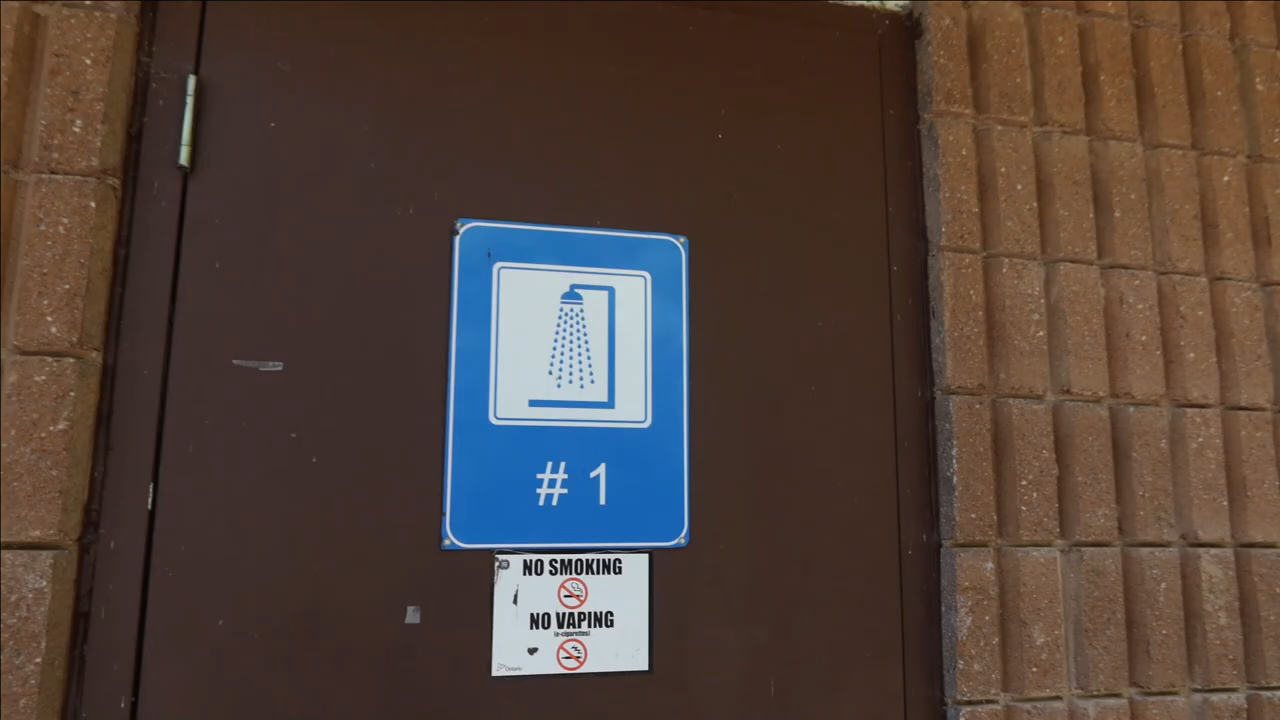 # 1
NO SMOKING
NO VAPING
(e-cigarettes)
Ontario